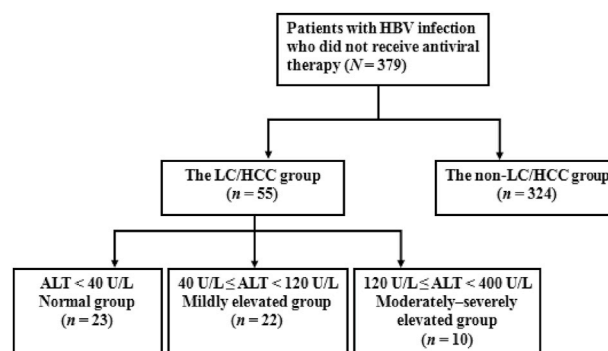 Patients with HBV infection
who did not receive antiviral
therapy (N = 379)
The LC/HCC group
(n = 55)
The non-LC/HCC group
(n = 324)
ALT < 40 U/L
Normal group
(n = 23)
40 U/L ≤ ALT < 120 U/L
Mildly elevated group
(n = 22)
120 U/L ≤ ALT < 400 U/L
Moderately–severely
elevated group
(n = 10)